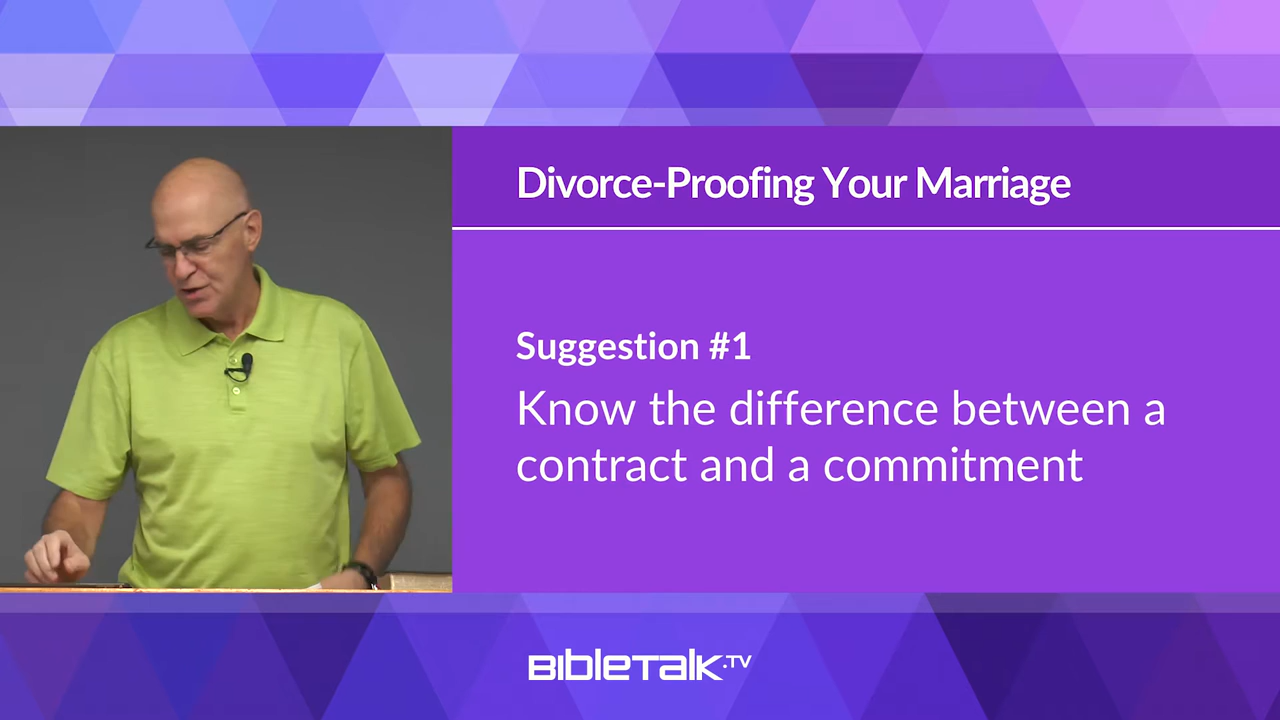 Divorce-Proofing Your Marriage
Suggestion #1
Know the difference between a
contract and a commitment
BIBLETALK.TV